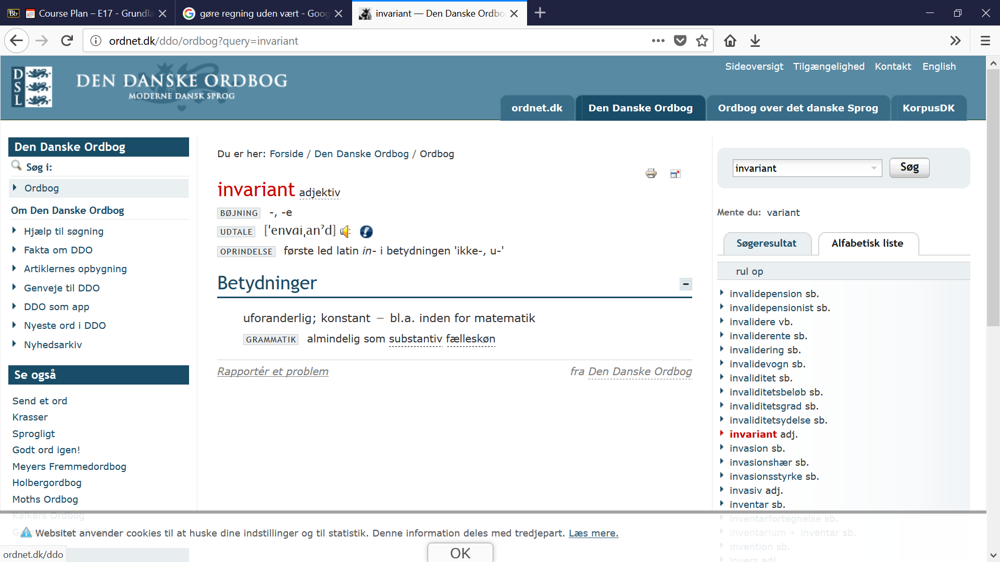 Course Plan – E17 - Grundla
gøre regning uden vært - Goog
invariant — Den Danske Ordbo
ordnet.dk/ddo/ordbog?query=invariant
DSL
DEN DANSKE ORDBOG
MODERNE DANSK SPROG
Sideoversigt Tilgængelighed Kontakt English
ordnet.dk Den Danske Ordbog Ordbog over det danske Sprog KorpusDK
Den Danske Ordbog
Søg i:
Ordbog
Om Den Danske Ordbog
Hjælp til søgning
Fakta om DDO
Artiklernes opbygning
Genveje til DDO
DDO som app
Nyeste ord i DDO
Nyhedsarkiv
Se også
Send et ord
Krasser
Sprogligt
Godt ord igen!
Meyers Fremmedordbog
Holbergordbog
Moths Ordbog
Kalkars Ordbog
Du er her: Forside / Den Danske Ordbog / Ordbog
invariant adjektiv
BØJNING -, -e
UDTALE [ˈenvɑiˌanˀd]
OPRINDELSE første led latin in- i betydningen 'ikke-, u-'
Betydninger
uforanderlig; konstant – bl.a. inden for matematik
GRAMMATIK almindelig som substantiv fælleskøn
Rapportér et problem
fra Den Danske Ordbog
invariant Søg
Mente du: variant
Søgeresultat Alfabetisk liste
rul op
invalidepension sb.
invalidepensionist sb.
invalidere vb.
invaliderente sb.
invalidering sb.
invalidevogn sb.
invaliditet sb.
invaliditetsbeløb sb.
invaliditetsgrad sb.
invaliditetsydelse sb.
invariant adj.
invasion sb.
invasionshær sb.
invasionsstyrke sb.
invasiv adj.
inventar sb.
inventarfortegnelse sb.
inventarium → inventar sb.
invention sb.
invers adj.
Websitet anvender cookies til at huske dine indstillinger og til statistik. Denne information deles med tredjepart. Læs mere.
OK
ordnet.dk/ddo